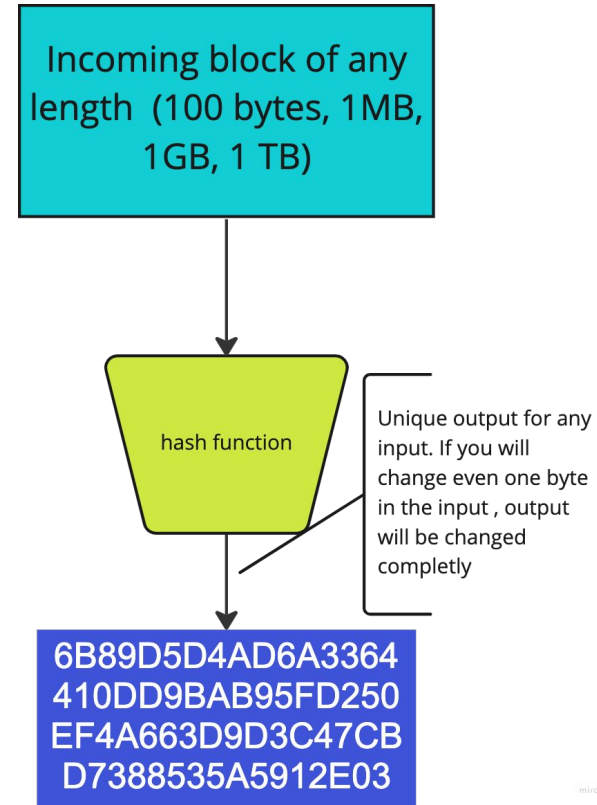 Incoming block of any
length (100 bytes, 1MB,
1GB, 1 TB)
hash function
Unique output for any
input. If you will
change even one byte
in the input , output
will be changed
completly
6B89D5D4AD6A3364
410DD9BAB95FD250
EF4A663D9D3C47CB
D7388535A5912E03
miro